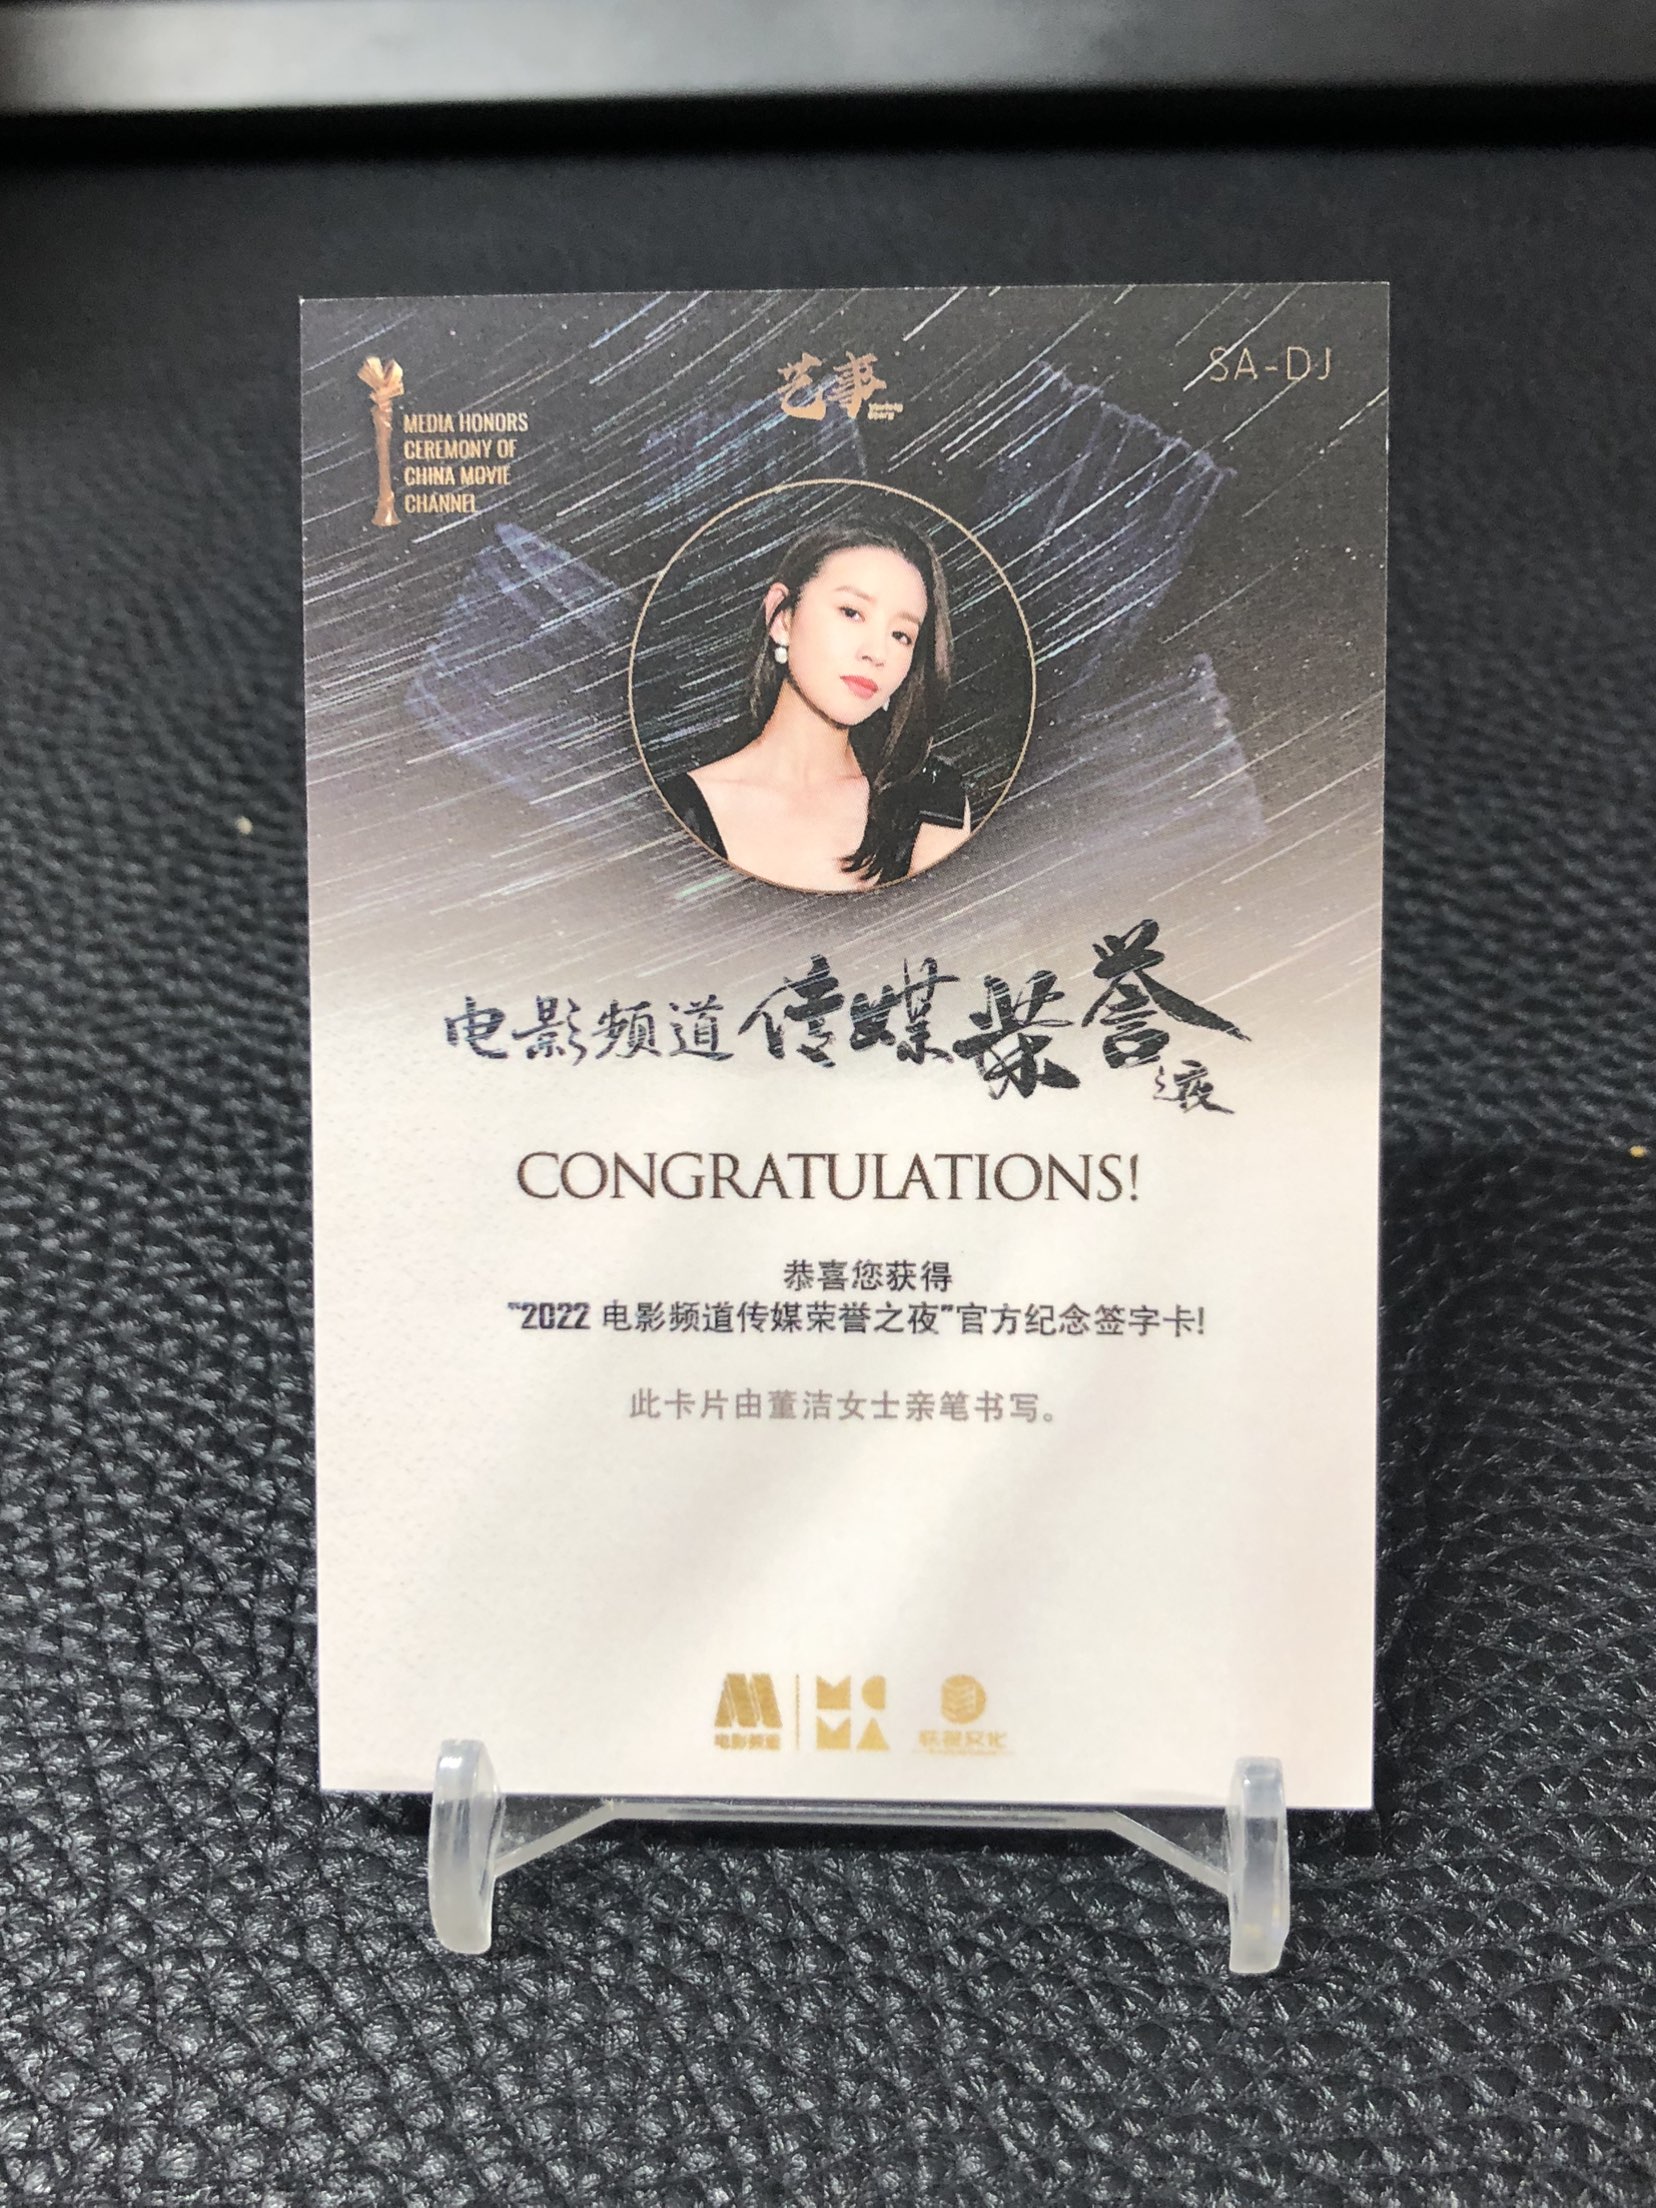 SA-DJ
艺事
Variety
Story
MEDIA HONORS
CEREMONY OF
CHINA MOVIE
CHANNEL
电影频道传媒荣誉之夜
CONGRATULATIONS!
恭喜您获得
"2022 电影频道传媒荣誉之夜"官方纪念签字卡!
此卡片由董洁女士亲笔书写。
M
电影频道
MC
MA